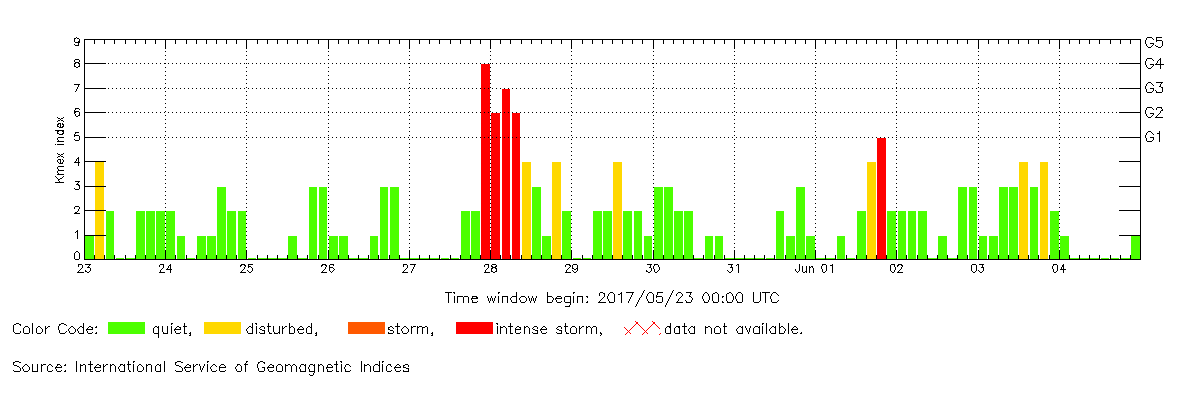 9 G5
8 G4
7 G3
6 G2
5 G1
4
3
2
1
0
Kmex index
23 24 25 26 27 28 29 30 31 Jun 01 02 03 04
Time window begin: 2017/05/23 00:00 UTC
Color Code: quiet, disturbed, storm, intense storm, data not available.
Source: International Service of Geomagnetic Indices